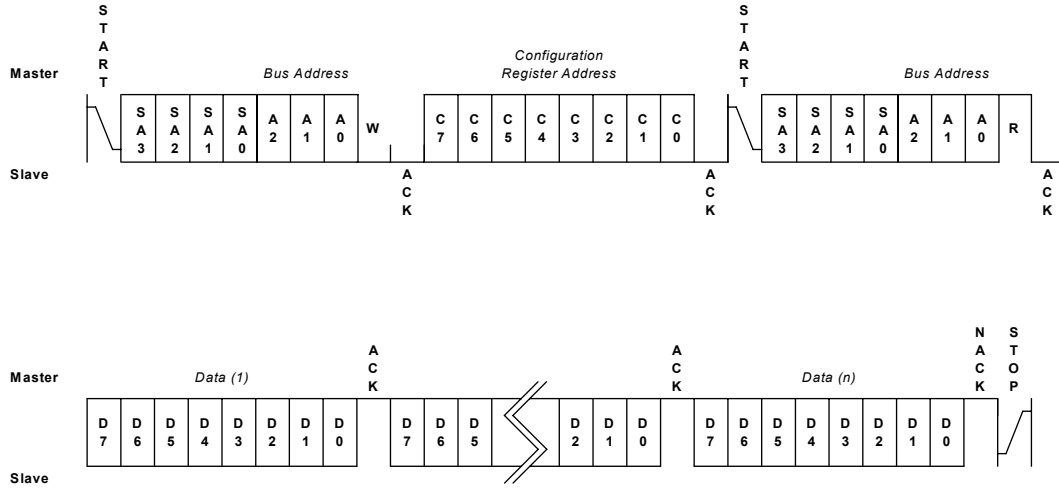 START
START
Configuration
Master Bus Address Register Address Bus Address
SA3 SA2 SA1 SA0 A2 A1 A0 W C7 C6 C5 C4 C3 C2 C1 C0 SA3 SA2 SA1 SA0 A2 A1 A0 R
Slave
ACK ACK ACK
ACK ACK NACK STOP
Master Data (1) Data (n)
D7 D6 D5 D4 D3 D2 D1 D0 D7 D6 D5 D2 D1 D0 D7 D6 D5 D4 D3 D2 D1 D0
Slave